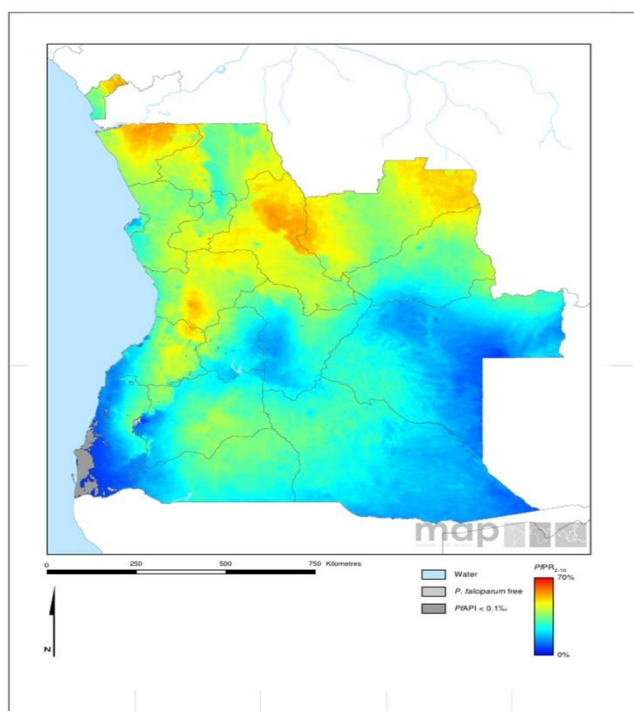 map
0 250 500 750 Kilometres
Water
P. falciparum free
PfAPI < 0.1‰
PfPR2-10
70%
0%
N